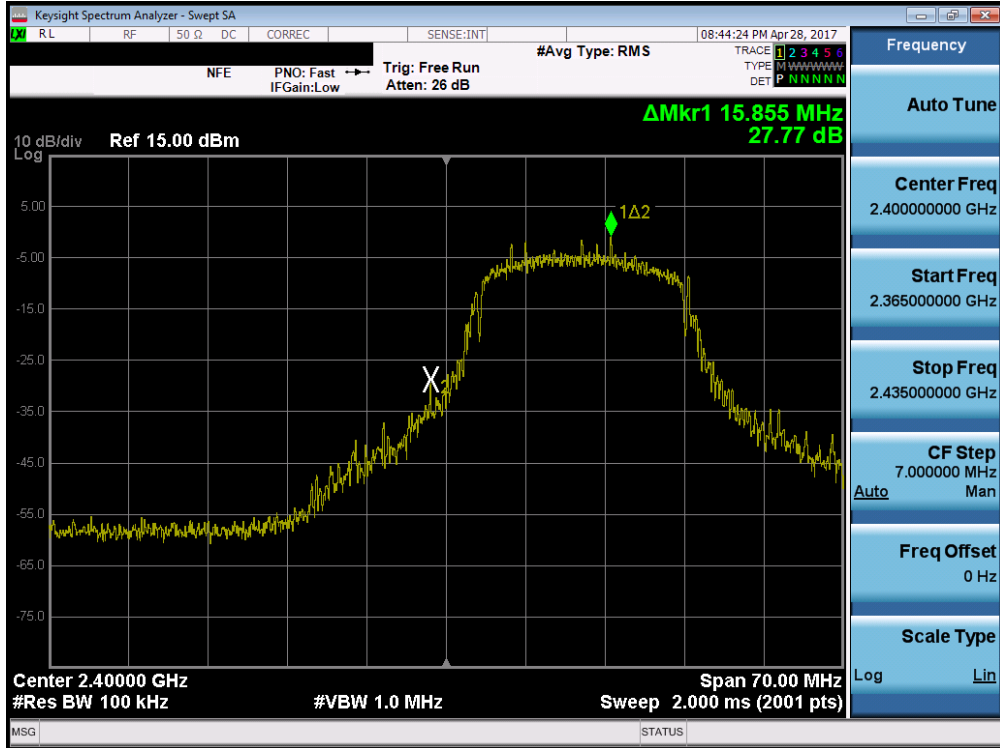 Keysight Spectrum Analyzer - Swept SA
LXI RL RF 50 Ω DC CORREC SENSE:INT 08:44:24 PM Apr 28, 2017
#Avg Type: RMS TRACE 1 2 3 4 5 6
TYPE M WWWWW
DET P N N N N N
NFE PNO: Fast Trig: Free Run
IFGain:Low Atten: 26 dB
ΔMkr1 15.855 MHz
27.77 dB
10 dB/div Ref 15.00 dBm
Log
5.00
-5.00
-15.0
-25.0
-35.0
-45.0
-55.0
-65.0
-75.0
1Δ2
X2
Center 2.40000 GHz Span 70.00 MHz
#Res BW 100 kHz #VBW 1.0 MHz Sweep 2.000 ms (2001 pts)
MSG STATUS
Frequency
Auto Tune
Center Freq
2.400000000 GHz
Start Freq
2.365000000 GHz
Stop Freq
2.435000000 GHz
CF Step
7.000000 MHz
Auto Man
Freq Offset
0 Hz
Scale Type
Log Lin